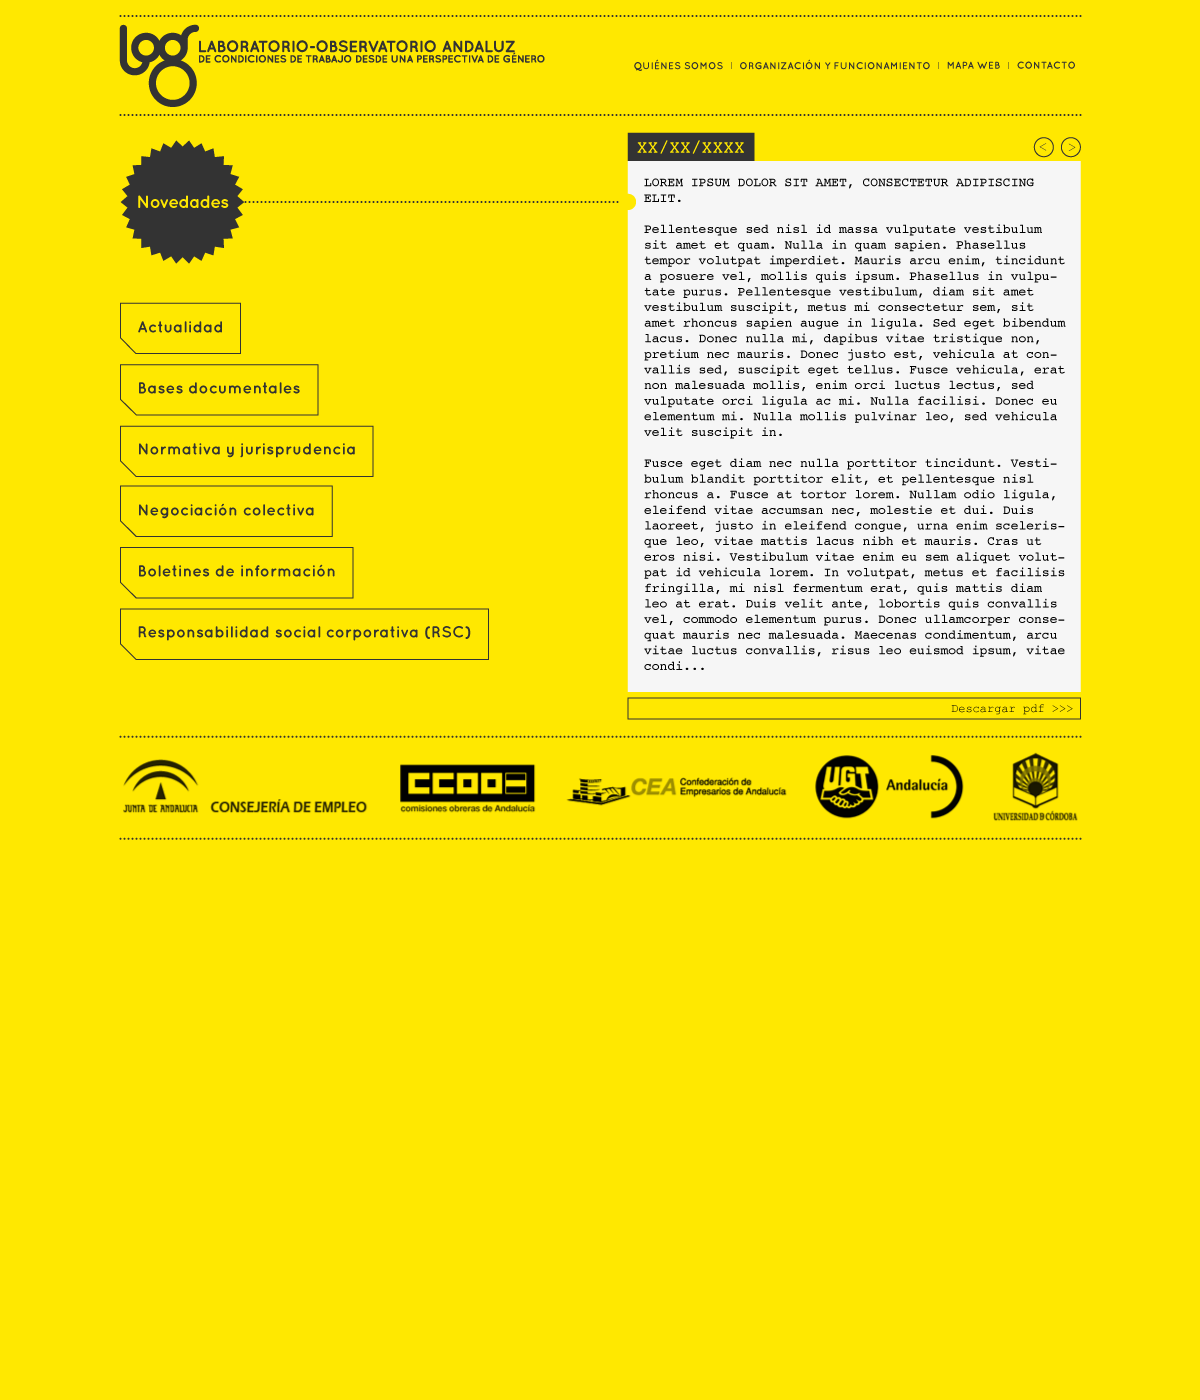 log
LABORATORIO-OBSERVATORIO ANDALUZ
DE CONDICIONES DE TRABAJO DESDE UNA PERSPECTIVA DE GÉNERO
QUIÉNES SOMOS | ORGANIZACIÓN Y FUNCIONAMIENTO | MAPA WEB | CONTACTO
Novedades
Actualidad
Bases documentales
Normativa y jurisprudencia
Negociación colectiva
Boletines de información
Responsabilidad social corporativa (RSC)
XX/XX/XXXX
< >
LOREM IPSUM DOLOR SIT AMET, CONSECTETUR ADIPISCING
ELIT.
Pellentesque sed nisl id massa vulputate vestibulum
sit amet et quam. Nulla in quam sapien. Phasellus
tempor volutpat imperdiet. Mauris arcu enim, tincidunt
a posuere vel, mollis quis ipsum. Phasellus in vulpu-
tate purus. Pellentesque vestibulum, diam sit amet
vestibulum suscipit, metus mi consectetur sem, sit
amet rhoncus sapien augue in ligula. Sed eget bibendum
lacus. Donec nulla mi, dapibus vitae tristique non,
pretium nec mauris. Donec justo est, vehicula at con-
vallis sed, suscipit eget tellus. Fusce vehicula, erat
non malesuada mollis, enim orci luctus lectus, sed
vulputate orci ligula ac mi. Nulla facilisi. Donec eu
elementum mi. Nulla mollis pulvinar leo, sed vehicula
velit suscipit in.
Fusce eget diam nec nulla porttitor tincidunt. Vesti-
bulum blandit porttitor elit, et pellentesque nisl
rhoncus a. Fusce at tortor lorem. Nullam odio ligula,
eleifend vitae accumsan nec, molestie et dui. Duis
laoreet, justo in eleifend congue, urna enim sceleris-
que leo, vitae mattis lacus nibh et mauris. Cras ut
eros nisi. Vestibulum vitae enim eu sem aliquet volut-
pat id vehicula lorem. In volutpat, metus et facilisis
fringilla, mi nisl fermentum erat, quis mattis diam
leo at erat. Duis velit ante, lobortis quis convallis
vel, commodo elementum purus. Donec ullamcorper conse-
quat mauris nec malesuada. Maecenas condimentum, arcu
vitae luctus convallis, risus leo euismod ipsum, vitae
condi...
Descargar pdf >>>
JUNTA DE ANDALUCIA
CONSEJERÍA DE EMPLEO
CCOO
comisiones obreras de Andalucía
CEA
Confederación de
Empresarios de Andalucía
UGT
Andalucía
UNIVERSIDAD D CÓRDOBA